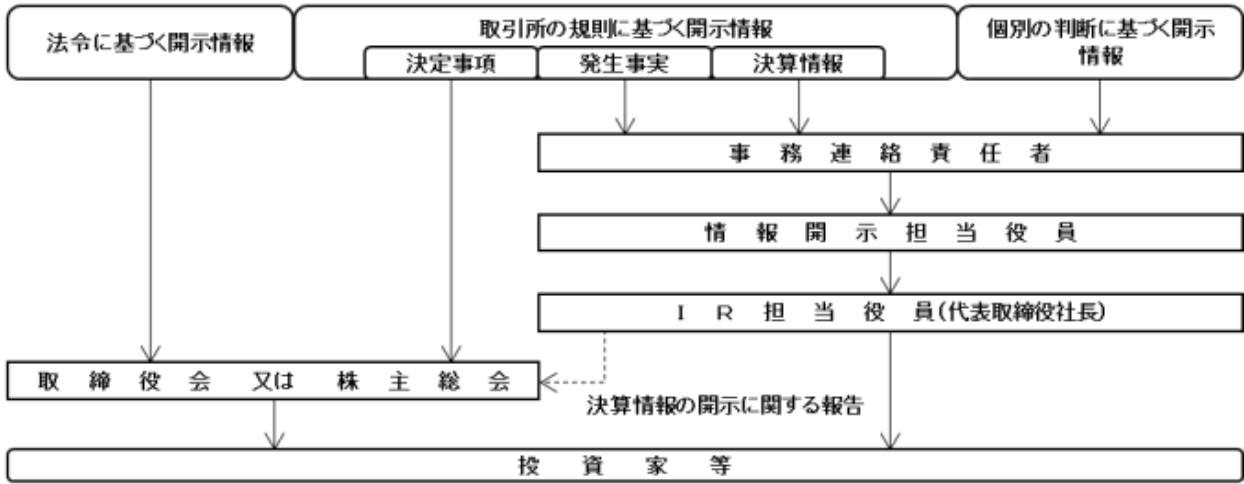 法令に基づく開示情報
取引所の規則に基づく開示情報
決定事項
発生事実
決算情報
個別の判断に基づく開示
情報
事務連絡責任者
情報開示担当役員
IR担当役員(代表取締役社長)
取締役会 又は 株主総会
決算情報の開示に関する報告
投資家等